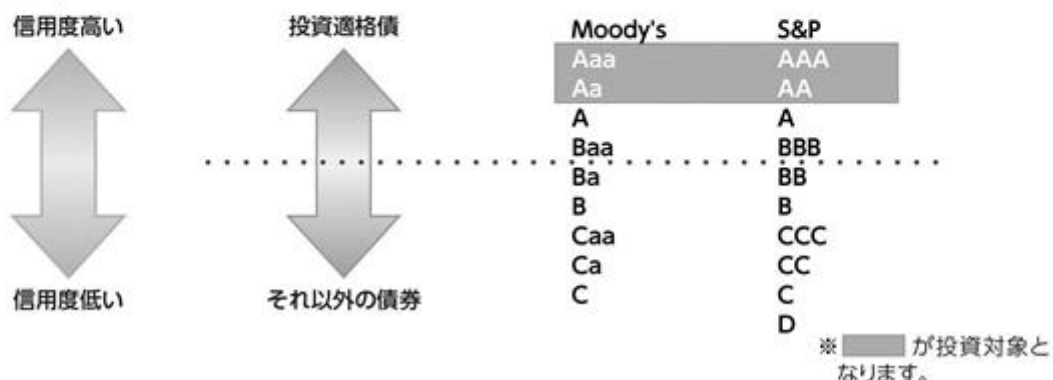 信用度高い 投資適格債 Moody's S&P
Aaa AAA
Aa AA
A A
Baa BBB
Ba BB
B B
Caa CCC
Ca CC
信用度低い それ以外の債券 C C
D
※ が投資対象と
なります。